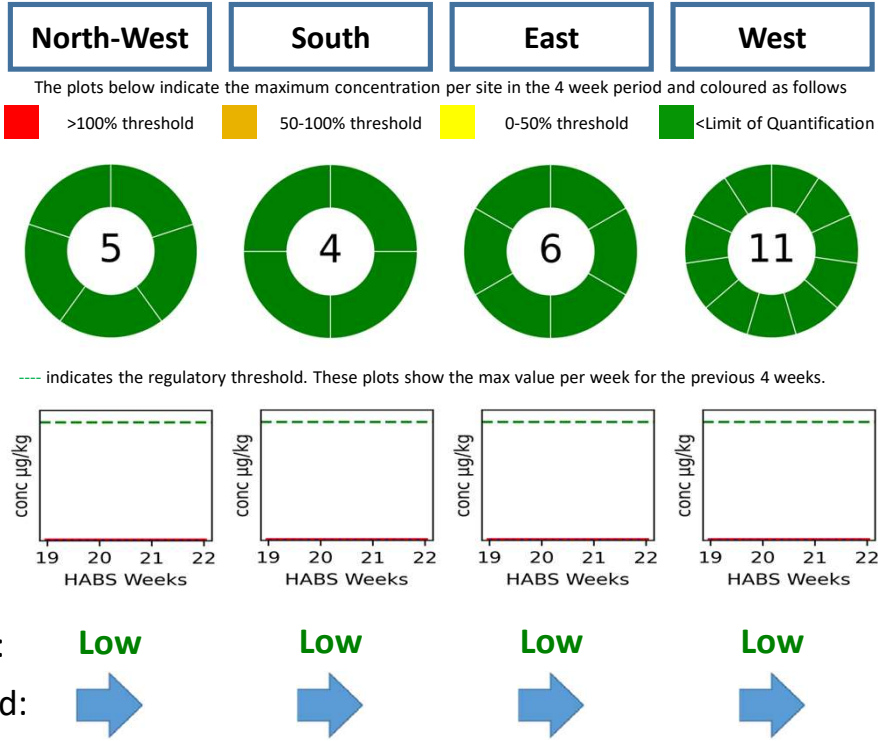 North-West South East West
The plots below indicate the maximum concentration per site in the 4 week period and coloured as follows
>100% threshold 50-100% threshold 0-50% threshold <Limit of Quantification
5 4 6 11
---- indicates the regulatory threshold. These plots show the max value per week for the previous 4 weeks.
conc µg/kg conc µg/kg conc µg/kg conc µg/kg
19 20 21 22 19 20 21 22 19 20 21 22 19 20 21 22
HABS Weeks HABS Weeks HABS Weeks HABS Weeks
: Low Low Low Low
d: